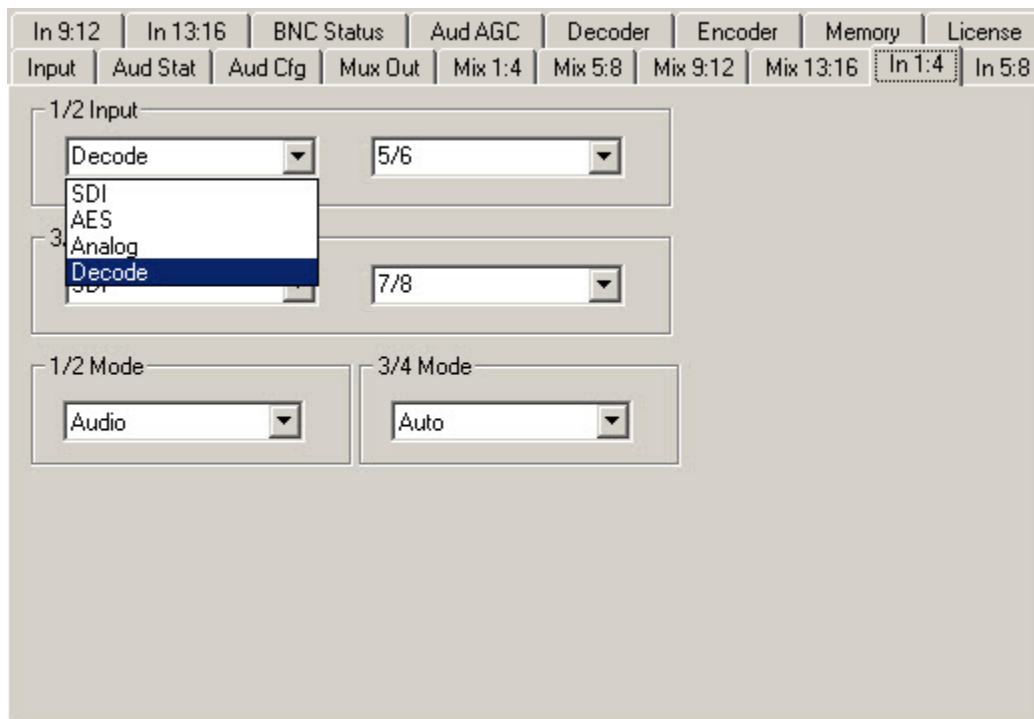 In 9:12 In 13:16 BNC Status Aud AGC Decoder Encoder Memory License
Input Aud Stat Aud Cfg Mux Out Mix 1:4 Mix 5:8 Mix 9:12 Mix 13:16 In 1:4 In 5:8
1/2 Input
Decode 5/6
SDI
AES
Analog
Decode
SDI 7/8
1/2 Mode 3/4 Mode
Audio Auto